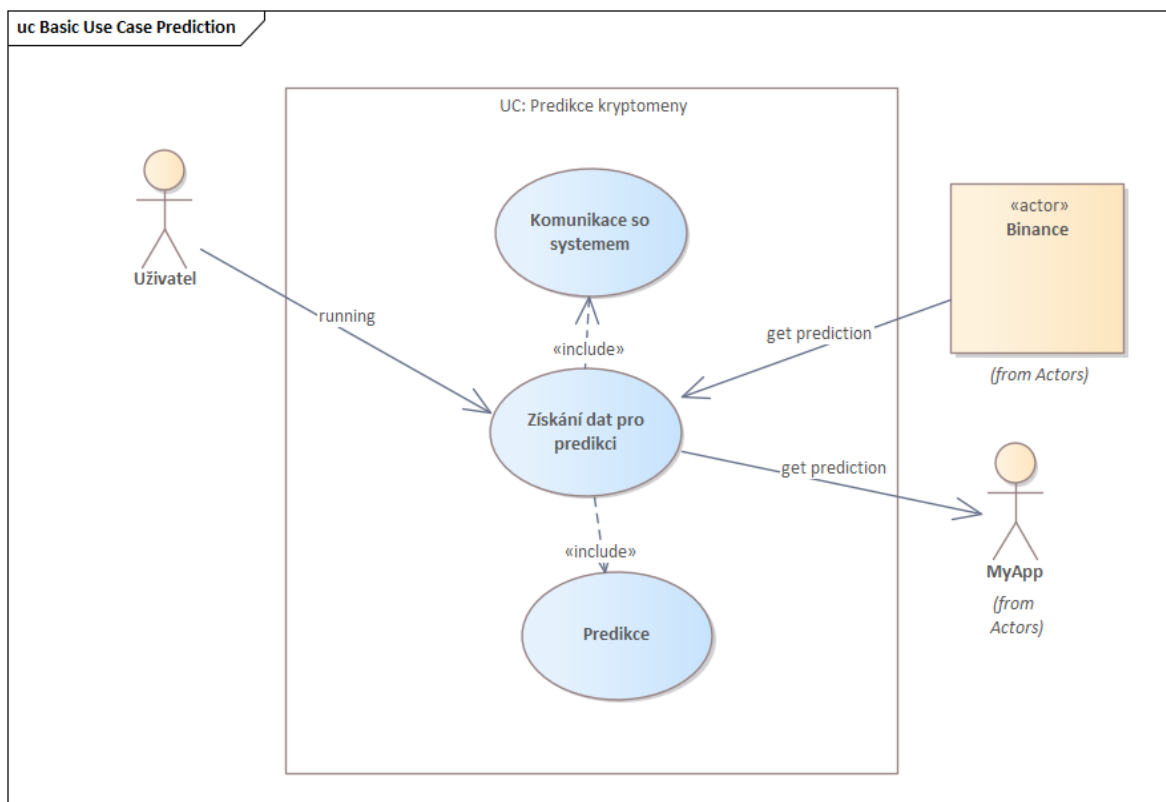 uc Basic Use Case Prediction
UC: Predikce kryptomeny
Komunikace so
systemem
«actor»
Binance
Uživatel
running
get prediction
«include»
(from Actors)
Získání dat pro
predikci
get prediction
«include»
MyApp
(from
Actors)
Predikce